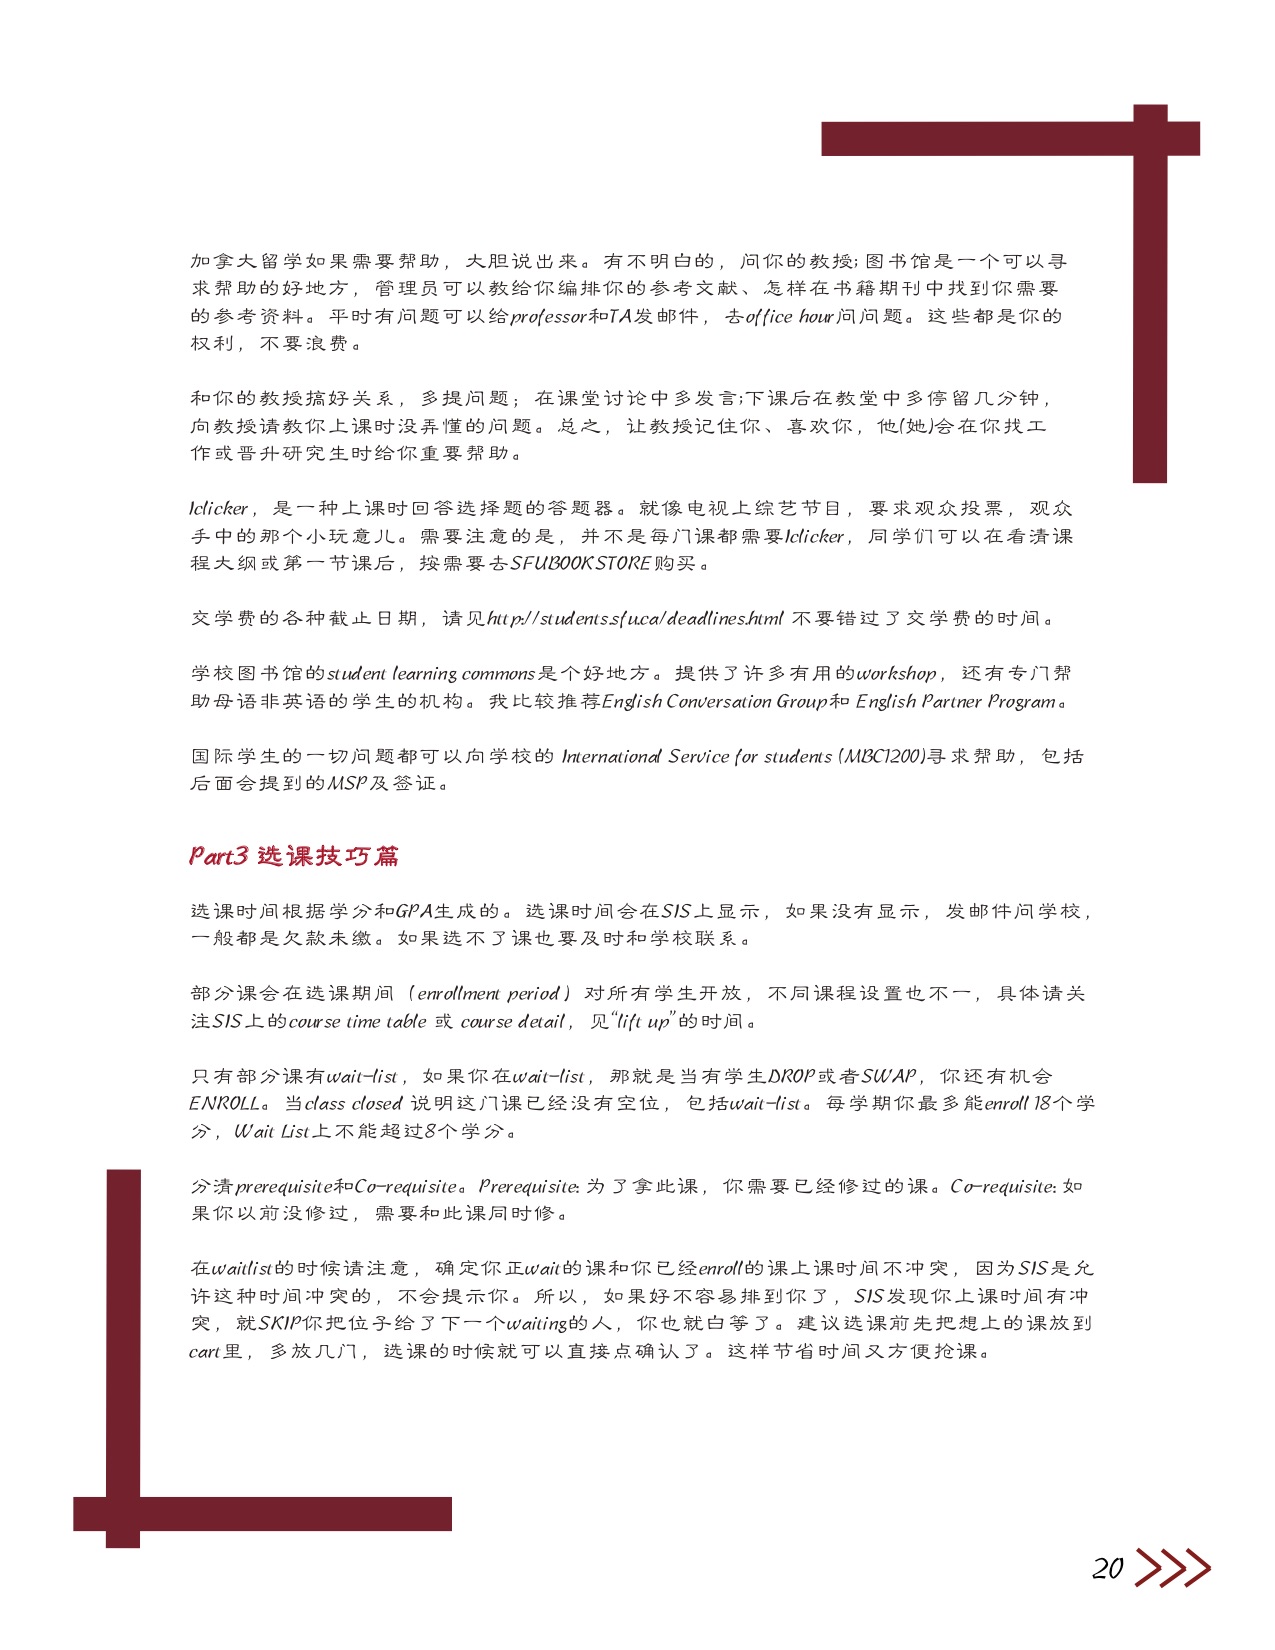 加拿大留学如果需要帮助，大胆说出来。有不明白的，问你的教授; 图书馆是一个可以寻
求帮助的好地方，管理员可以教给你编排你的参考文献、怎样在书籍期刊中找到你需要
的参考资料。平时有问题可以给professor和TA发邮件，去office hour问问题。这些都是你的
权利，不要浪费。
和你的教授搞好关系，多提问题；在课堂讨论中多发言;下课后在教堂中多停留几分钟，
向教授请教你上课时没弄懂的问题。总之，让教授记住你、喜欢你，他(她)会在你找工
作或晋升研究生时给你重要帮助。
Iclicker，是一种上课时回答选择题的答题器。就像电视上综艺节目，要求观众投票，观众
手中的那个小玩意儿。需要注意的是，并不是每门课都需要Iclicker，同学们可以在看清课
程大纲或第一节课后，按需要去SFUBOOKSTORE购买。
交学费的各种截止日期，请见http://students.sfu.ca/deadlines.html 不要错过了交学费的时间。
学校图书馆的student learning commons是个好地方。提供了许多有用的workshop，还有专门帮
助母语非英语的学生的机构。我比较推荐English Conversation Group和 English Partner Program。
国际学生的一切问题都可以向学校的 International Service for students (MBC1200)寻求帮助，包括
后面会提到的MSP及签证。
Part3 选课技巧篇
选课时间根据学分和GPA生成的。选课时间会在SIS上显示，如果没有显示，发邮件问学校，
一般都是欠款未缴。如果选不了课也要及时和学校联系。
部分课会在选课期间（enrollment period）对所有学生开放，不同课程设置也不一，具体请关
注SIS上的course time table 或 course detail，见“lift up”的时间。
只有部分课有wait-list，如果你在wait-list，那就是当有学生DROP或者SWAP，你还有机会
ENROLL。当class closed 说明这门课已经没有空位，包括wait-list。每学期你最多能enroll 18个学
分，Wait List上不能超过8个学分。
分清prerequisite和Co-requisite。Prerequisite: 为了拿此课，你需要已经修过的课。Co-requisite: 如
果你以前没修过，需要和此课同时修。
在waitlist的时候请注意，确定你正wait的课和你已经enroll的课上课时间不冲突，因为SIS是允
许这种时间冲突的，不会提示你。所以，如果好不容易排到你了，SIS发现你上课时间有冲
突，就SKIP你把位子给了下一个waiting的人，你也就白等了。建议选课前先把想上的课放到
cart里，多放几门，选课的时候就可以直接点确认了。这样节省时间又方便抢课。
20